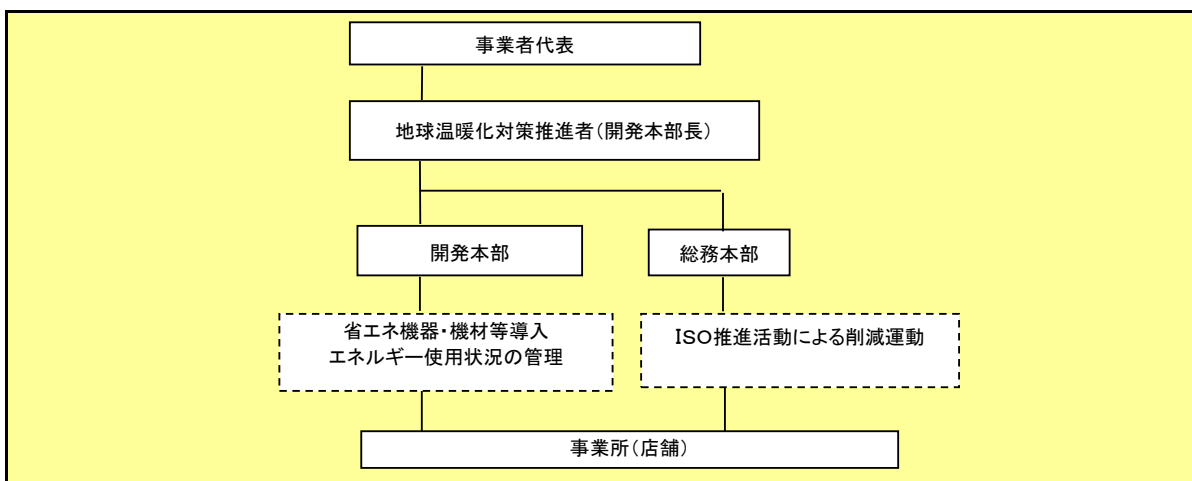 事業者代表
地球温暖化対策推進者(開発本部長)
開発本部
総務本部
省エネ機器・機材等導入
エネルギー使用状況の管理
ISO推進活動による削減運動
事業所(店舗)